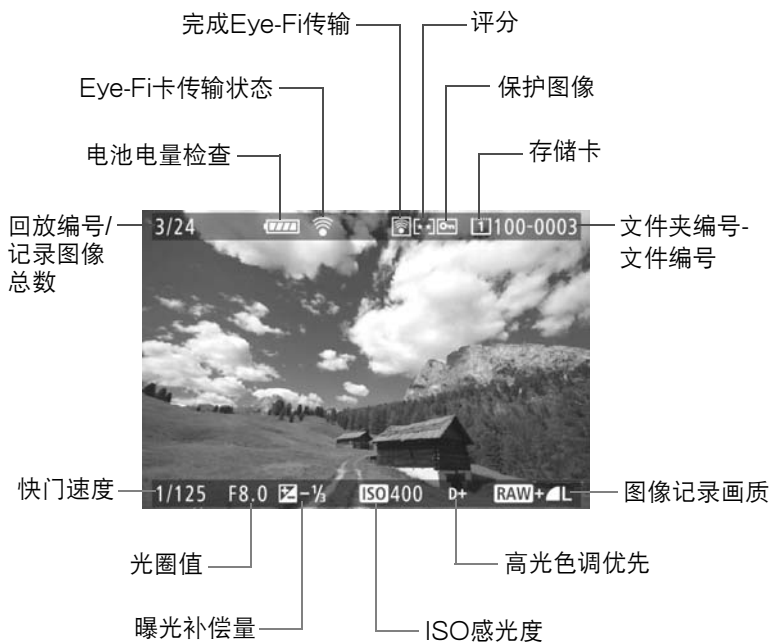 完成Eye-Fi传输
评分
Eye-Fi卡传输状态
保护图像
电池电量检查
存储卡
回放编号/
记录图像
总数
3/24
1 100-0003
文件夹编号-
文件编号
快门速度
1/125 F8.0 -⅓ ISO 400 D+ RAW+L
图像记录画质
光圈值
高光色调优先
曝光补偿量
ISO感光度